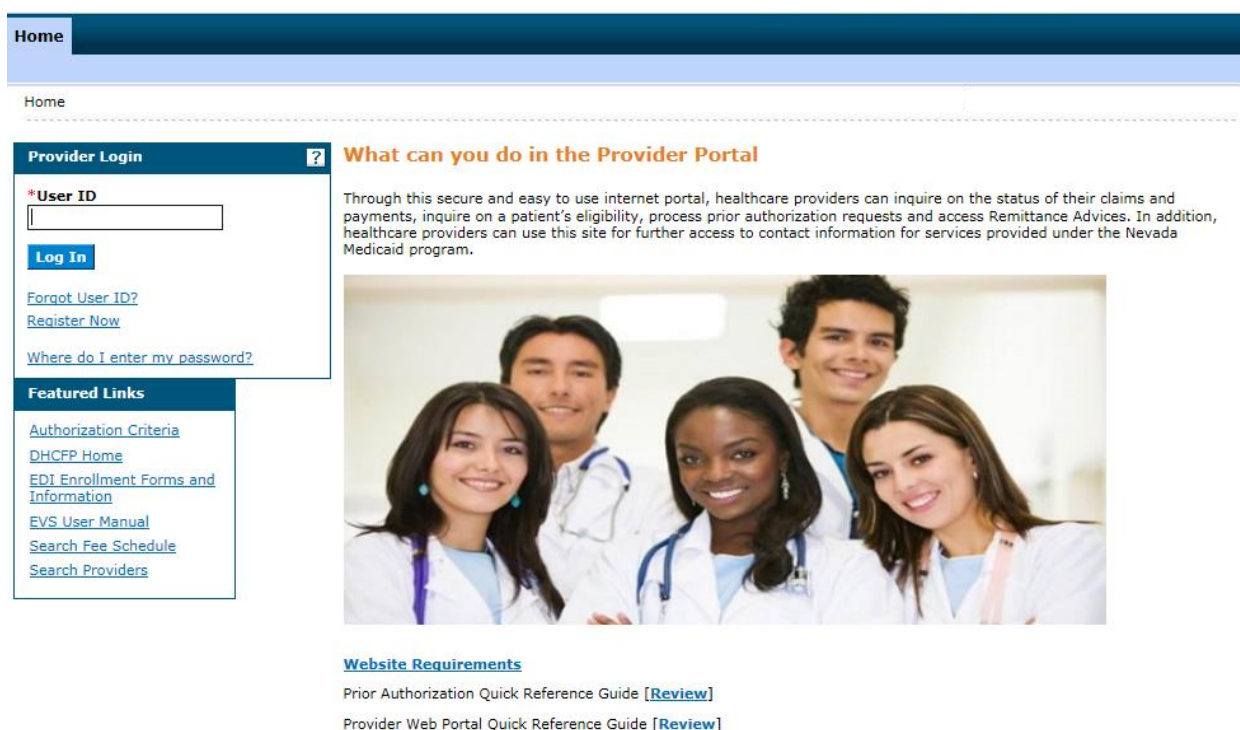 Home
Home
Provider Login ?
*User ID
Log In
Forgot User ID?
Register Now
Where do I enter my password?
Featured Links
Authorization Criteria
DHCFP Home
EDI Enrollment Forms and
Information
EVS User Manual
Search Fee Schedule
Search Providers
What can you do in the Provider Portal
Through this secure and easy to use internet portal, healthcare providers can inquire on the status of their claims and
payments, inquire on a patient's eligibility, process prior authorization requests and access Remittance Advices. In addition,
healthcare providers can use this site for further access to contact information for services provided under the Nevada
Medicaid program.
Website Requirements
Prior Authorization Quick Reference Guide [Review]
Provider Web Portal Quick Reference Guide [Review]